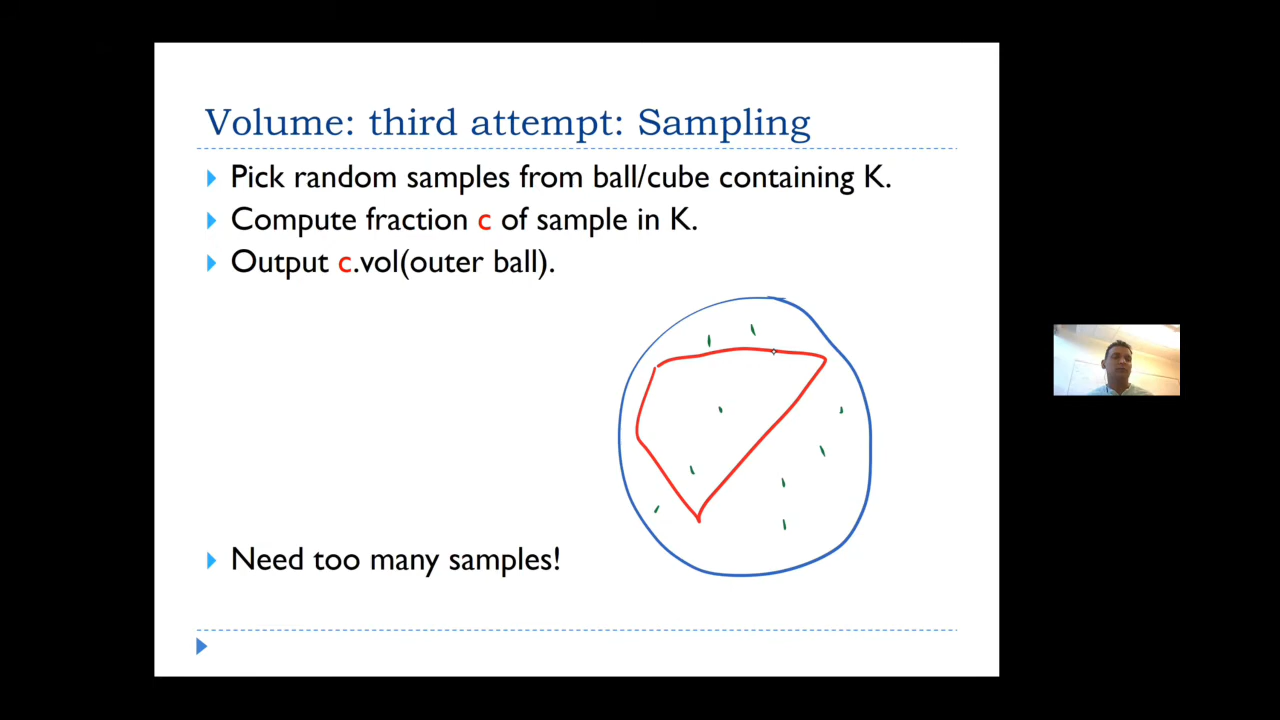 Volume: third attempt: Sampling
Pick random samples from ball/cube containing K.
Compute fraction c of sample in K.
Output c.vol(outer ball).
Need too many samples!